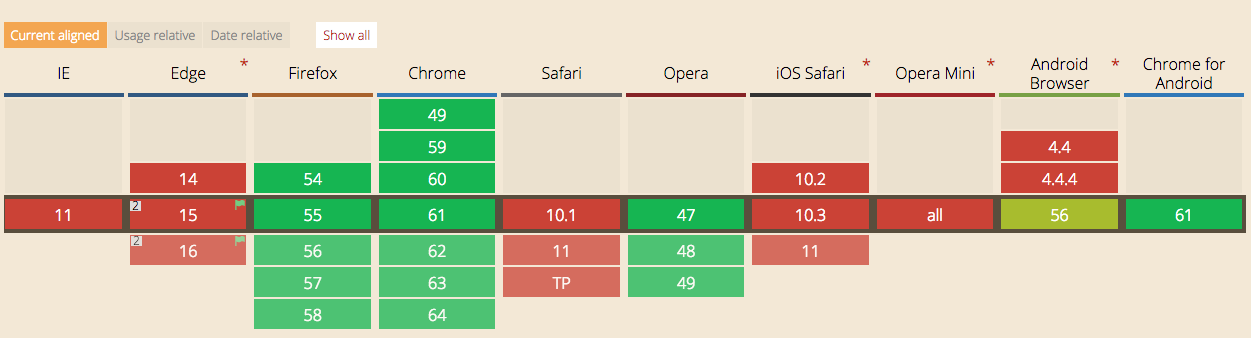 Current aligned Usage relative Date relative Show all
IE Edge * Firefox Chrome Safari Opera iOS Safari * Opera Mini * Android Browser * Chrome for Android
49
59 4.4
14 54 60 10.2 4.4.4
11 2 15 55 61 10.1 47 10.3 all 56 61
2 16 56 62 11 48 11
57 63 TP 49
58 64